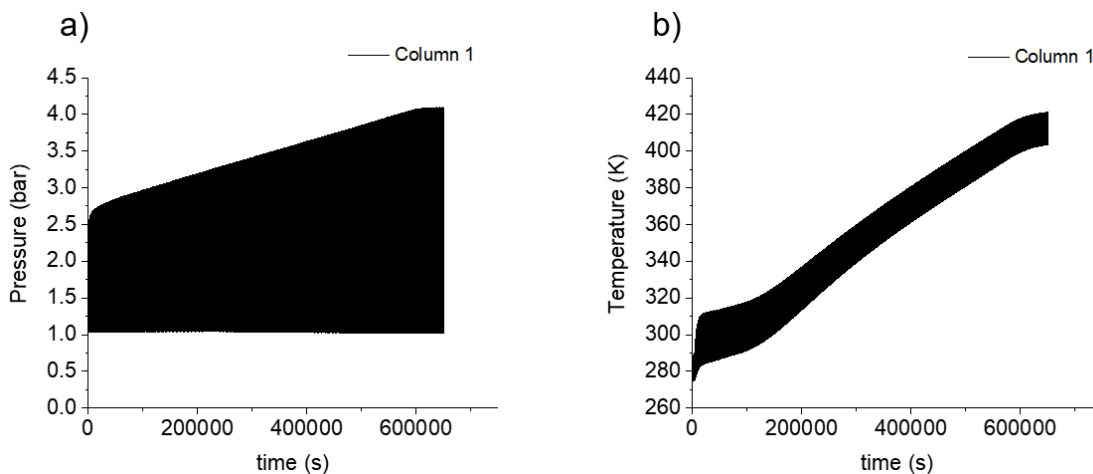 a)
Column 1
4.5
4.0
3.5
3.0
2.5
2.0
1.5
1.0
0.5
0.0
Pressure (bar)
0 200000 400000 600000
time (s)
b)
Column 1
440
420
400
380
360
340
320
300
280
260
Temperature (K)
0 200000 400000 600000
time (s)